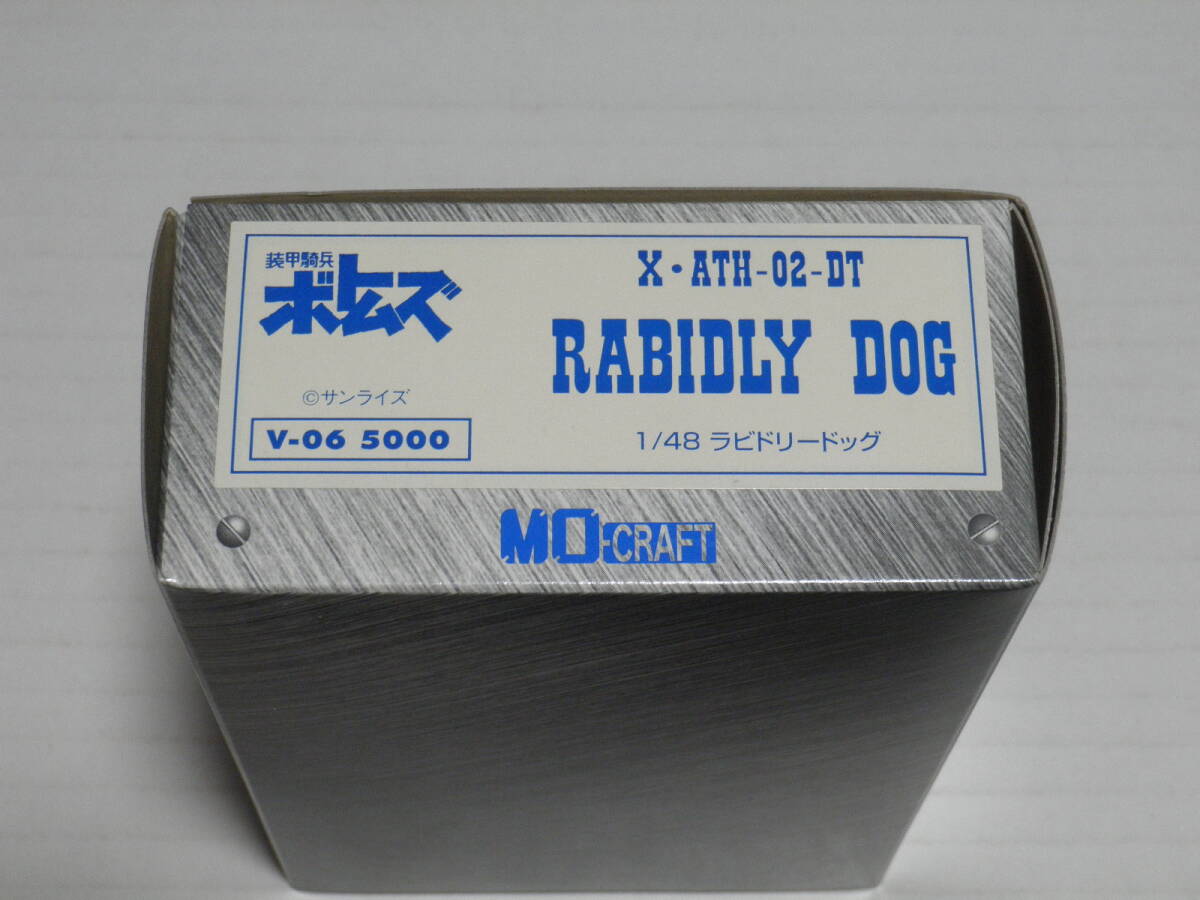 装甲騎兵
ボトムズ
©サンライズ
V-06 5000
X・ATH-02-DT
RABIDLY DOG
1/48 ラビドリードッグ
MO-CRAFT